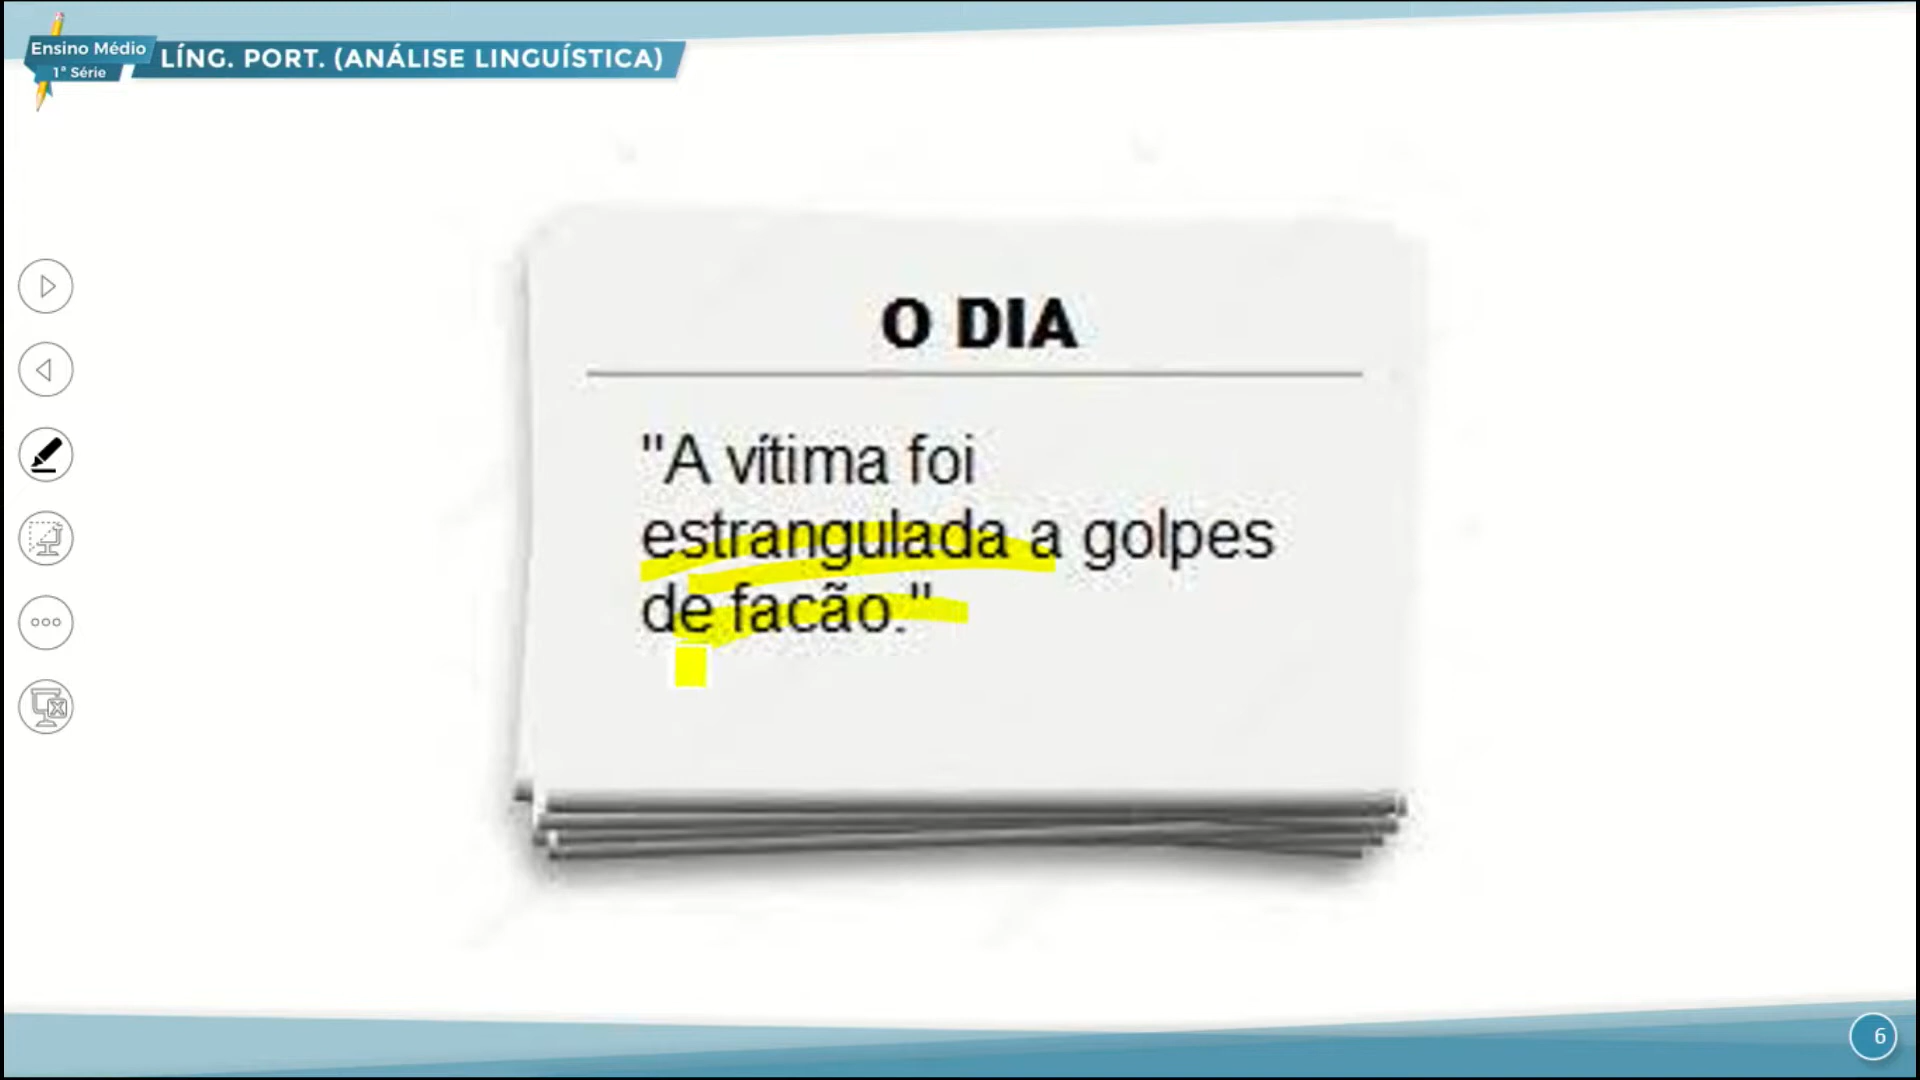 Ensino Médio
1ª Série
LÍNG. PORT. (ANÁLISE LINGUÍSTICA)
O DIA
"A vítima foi
estrangulada a golpes
de facão."
6